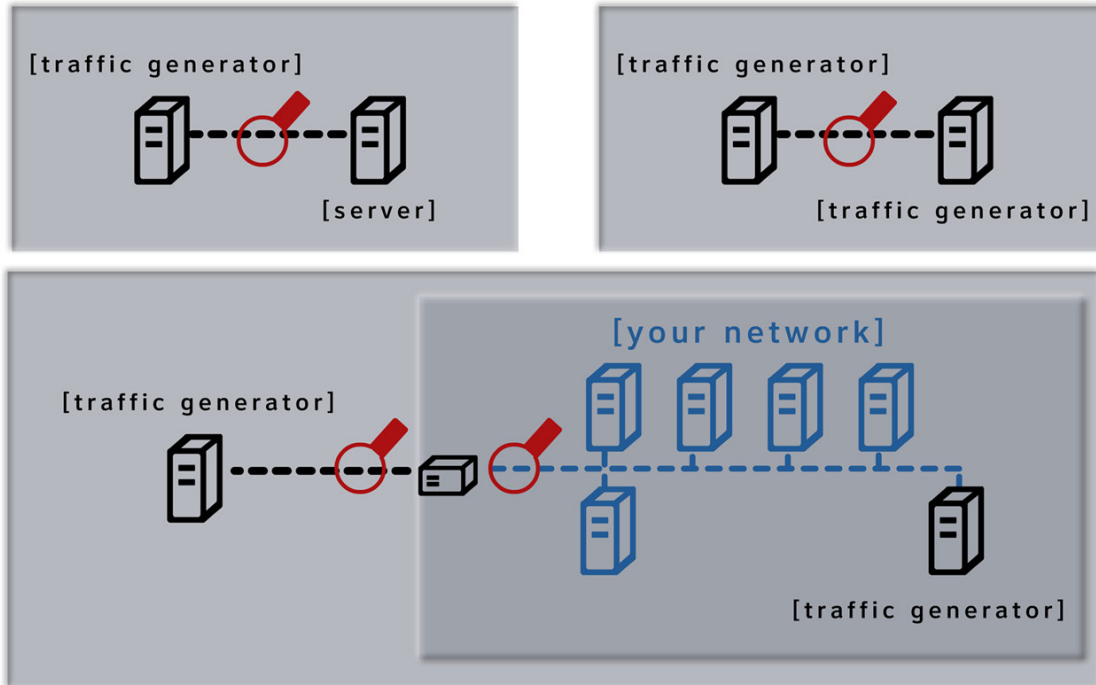 [traffic generator]
[server]
[traffic generator]
[traffic generator]
[your network]
[traffic generator]
[traffic generator]